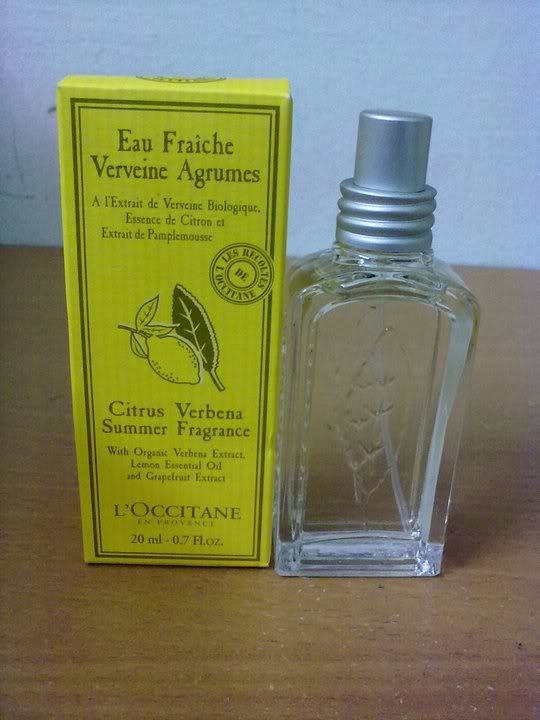 Eau Fraîche
Verveine Agrumes
A l'Extrait de Verveine Biologique,
Essence de Citron et
Extrait de Pamplemousse
LES RÉCOLTES
DE
L'OCCITANE
Citrus Verbena
Summer Fragrance
With Organic Verbena Extract,
Lemon Essential Oil
and Grapefruit Extract
L'OCCITANE
EN PROVENCE
20 ml - 0.7 Fl.oz.